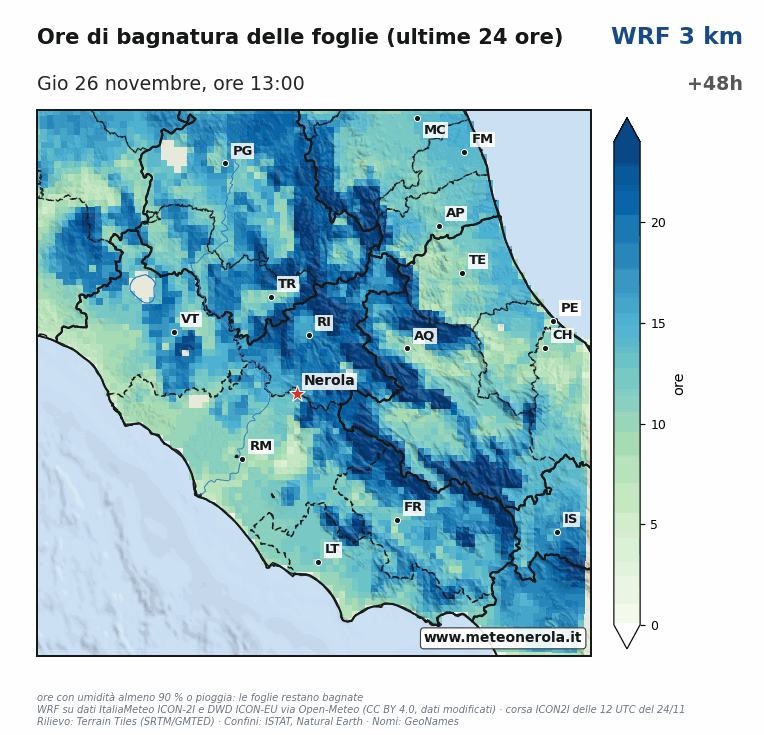 Ore di bagnatura delle foglie (ultime 24 ore)
WRF 3 km
Gio 26 novembre, ore 13:00
+48h
MC
FM
PG
AP
TE
TR
PE
VT
RI
AQ
CH
Nerola
RM
FR
IS
LT
20
15
10
5
0
ore
www.meteonerola.it
ore con umidità almeno 90 % o pioggia: le foglie restano bagnate
WRF su dati ItaliaMeteo ICON-2I e DWD ICON-EU via Open-Meteo (CC BY 4.0, dati modificati) · corsa ICON2I delle 12 UTC del 24/11
Rilievo: Terrain Tiles (SRTM/GMTED) · Confini: ISTAT, Natural Earth · Nomi: GeoNames